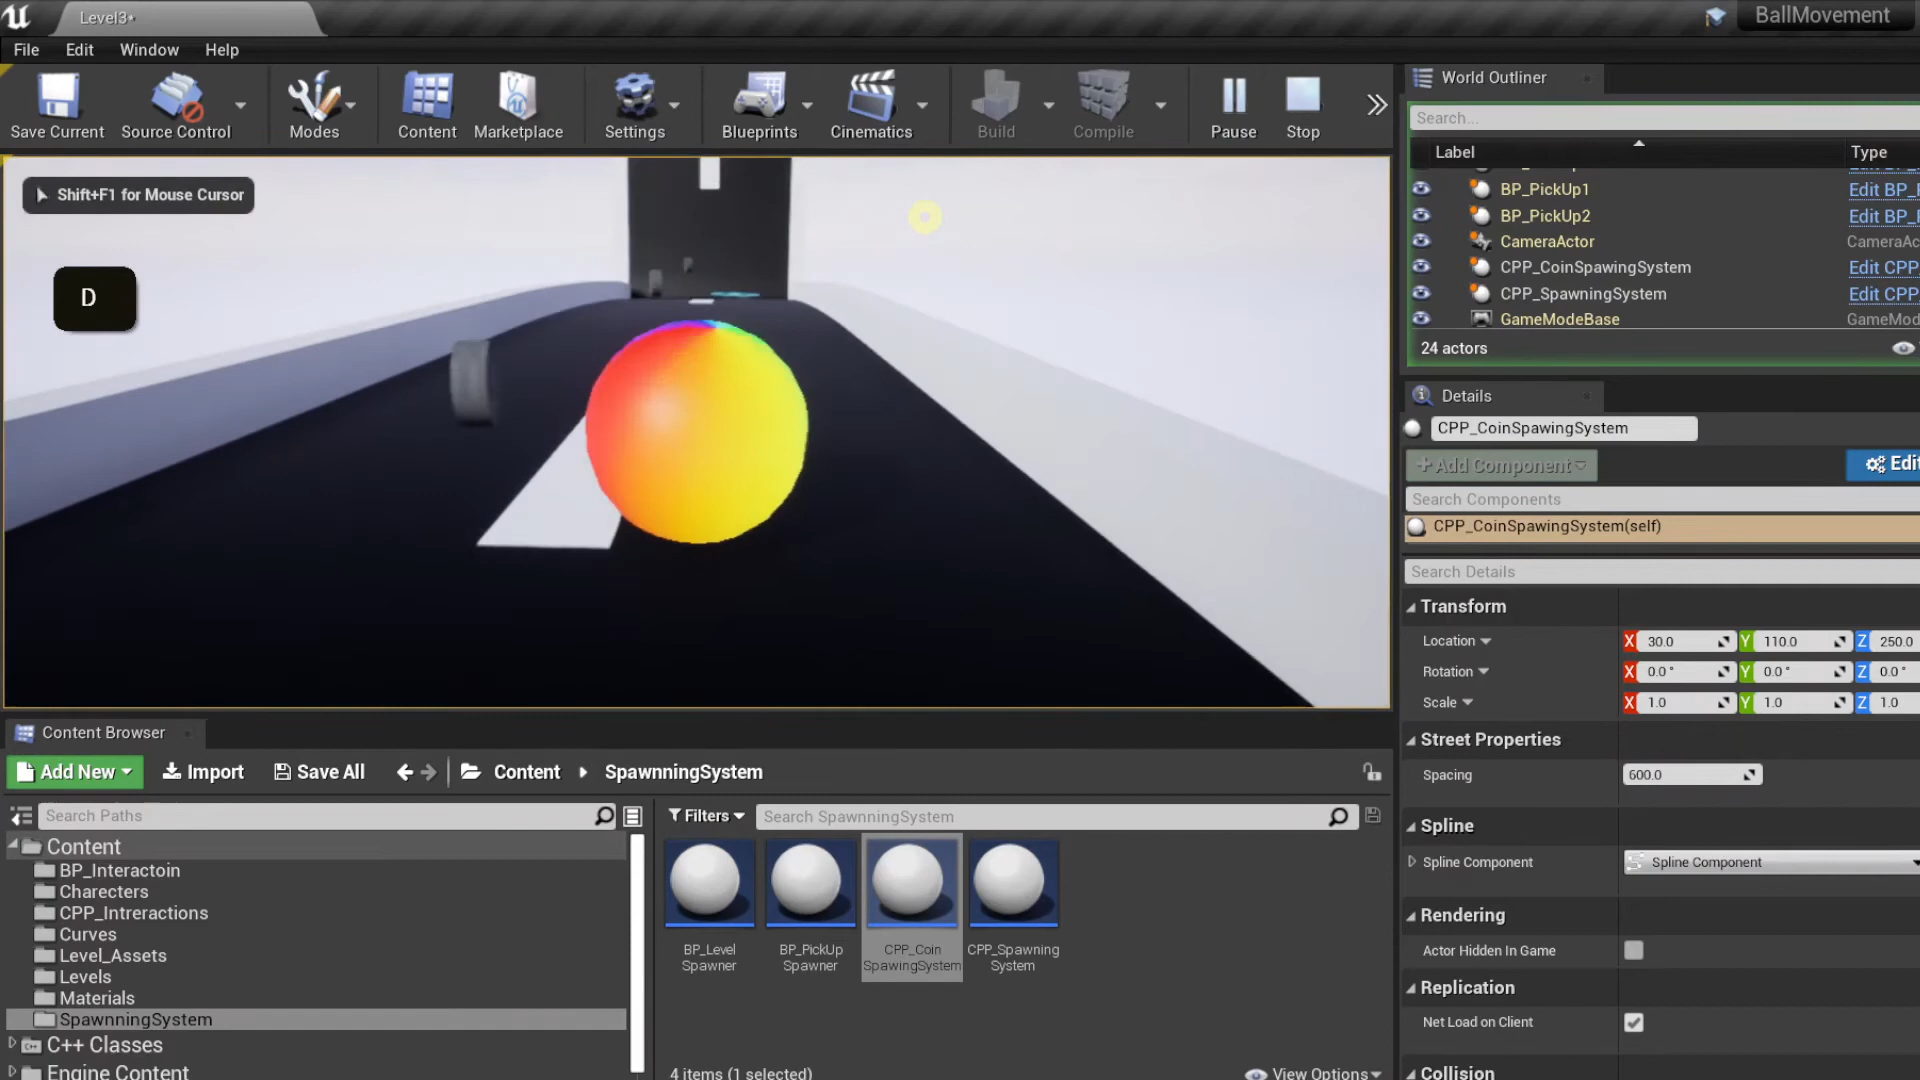 Level3*
BallMovement
File Edit Window Help
Save Current
Source Control
Modes
Content
Marketplace
Settings
Blueprints
Cinematics
Build
Compile
Pause
Stop
World Outliner
Search...
Label Type
BP_PickUp1 Edit BP_
BP_PickUp2 Edit BP_
CameraActor CameraAc
CPP_CoinSpawingSystem Edit CPP_
CPP_SpawningSystem Edit CPP_
GameModeBase GameMod
24 actors
Shift+F1 for Mouse Cursor
D
Details
CPP_CoinSpawingSystem
+Add Component Edit
Search Components
CPP_CoinSpawingSystem(self)
Search Details
Transform
Location X 30.0 Y 110.0 Z 250.0
Rotation X 0.0° Y 0.0° Z 0.0°
Scale X 1.0 Y 1.0 Z 1.0
Street Properties
Spacing 600.0
Spline
Spline Component Spline Component
Rendering
Actor Hidden In Game
Replication
Net Load on Client
Collision
Content Browser
Add New Import Save All Content SpawnningSystem
Search Paths
Filters Search SpawnningSystem
Content
BP_Interactoin
Charecters
CPP_Intreractions
Curves
Level_Assets
Levels
Materials
SpawnningSystem
C++ Classes
Engine Content
BP_Level
Spawner
BP_PickUp
Spawner
CPP_Coin
SpawingSystem
CPP_Spawning
System
4 items (1 selected) View Options